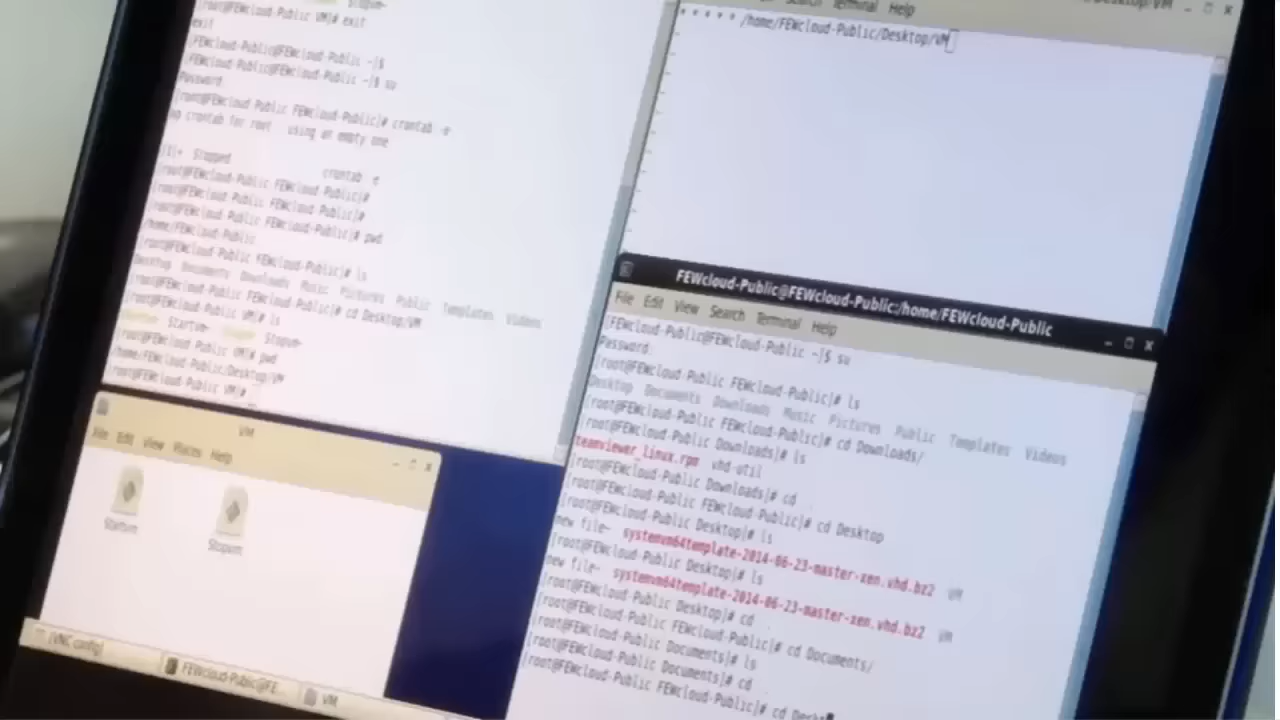 [root@FEWcloud-Public VM]# exit
exit
[FEWcloud-Public@FEWcloud-Public ~]$
[FEWcloud-Public@FEWcloud-Public ~]$ su
Password
[root@FEWcloud-Public FEWcloud-Public]# crontab -e
no crontab for root using an empty one
[1]+ Stopped crontab -e
[root@FEWcloud-Public FEWcloud-Public]#
[root@FEWcloud-Public FEWcloud-Public]#
[root@FEWcloud-Public FEWcloud-Public]# pwd
/home/FEWcloud-Public
[root@FEWcloud-Public FEWcloud-Public]# ls
Desktop Documents Downloads Music Pictures Public Templates Videos
[root@FEWcloud-Public FEWcloud-Public]# cd Desktop/VM
[root@FEWcloud-Public VM]# ls
Startvm~ Stopvm~
[root@FEWcloud-Public VM]# pwd
/home/FEWcloud-Public/Desktop/VM
[root@FEWcloud-Public VM]#
Search Terminal Help
* * * * * /home/FEWcloud-Public/Desktop/VM
FEWcloud-Public@FEWcloud-Public:/home/FEWcloud-Public
File Edit View Search Terminal Help
[FEWcloud-Public@FEWcloud-Public ~]$ su
Password
[root@FEWcloud-Public FEWcloud-Public]# ls
Desktop Documents Downloads Music Pictures Public Templates Videos
[root@FEWcloud-Public FEWcloud-Public]# cd Downloads/
[root@FEWcloud-Public Downloads]# ls
teamviewer_linux.rpm vhd-util
[root@FEWcloud-Public Downloads]# cd
[root@FEWcloud-Public FEWcloud-Public]# cd Desktop
[root@FEWcloud-Public Desktop]# ls
new file~ systemvm64template-2014-06-23-master-xen.vhd.bz2 VM
[root@FEWcloud-Public Desktop]# ls
new file~ systemvm64template-2014-06-23-master-xen.vhd.bz2 VM
[root@FEWcloud-Public Desktop]# cd
[root@FEWcloud-Public FEWcloud-Public]# cd Documents/
[root@FEWcloud-Public Documents]# ls
[root@FEWcloud-Public Documents]# cd
[root@FEWcloud-Public FEWcloud-Public]# cd Deskt
VM
File Edit View Places Help
Startvm
Stopvm
[VNC config]
FEWcloud-Public@FE...
VM